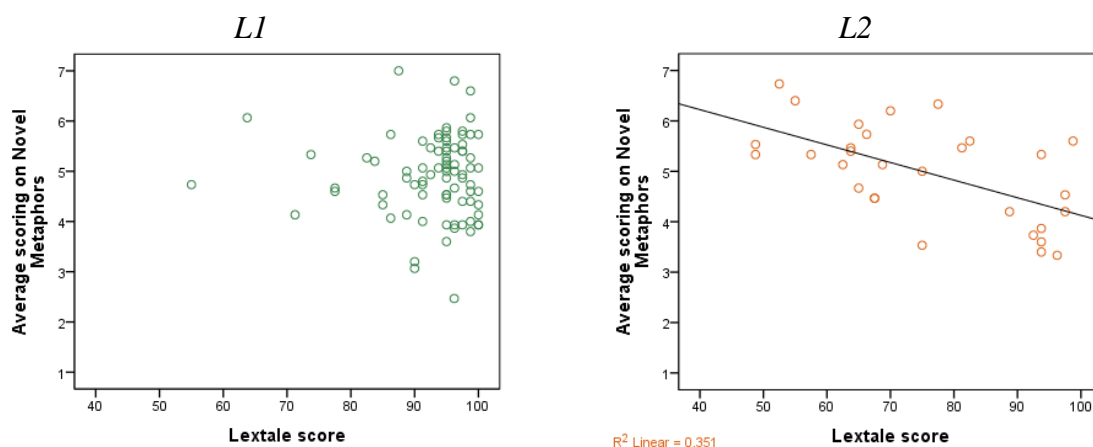 L1
7
6
5
4
3
2
1
Average scoring on Novel
Metaphors
40 50 60 70 80 90 100
Lextale score
L2
7
6
5
4
3
2
1
Average scoring on Novel
Metaphors
40 50 60 70 80 90 100
Lextale score
R² Linear = 0.351